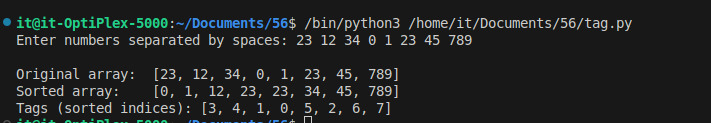 it@it-OptiPlex-5000:~/Documents/56$ /bin/python3 /home/it/Documents/56/tag.py
Enter numbers separated by spaces: 23 12 34 0 1 23 45 789
Original array:  [23, 12, 34, 0, 1, 23, 45, 789]
Sorted array:    [0, 1, 12, 23, 23, 34, 45, 789]
Tags (sorted indices): [3, 4, 1, 0, 5, 2, 6, 7]
it@it-OptiPlex-5000:~/Documents/56$